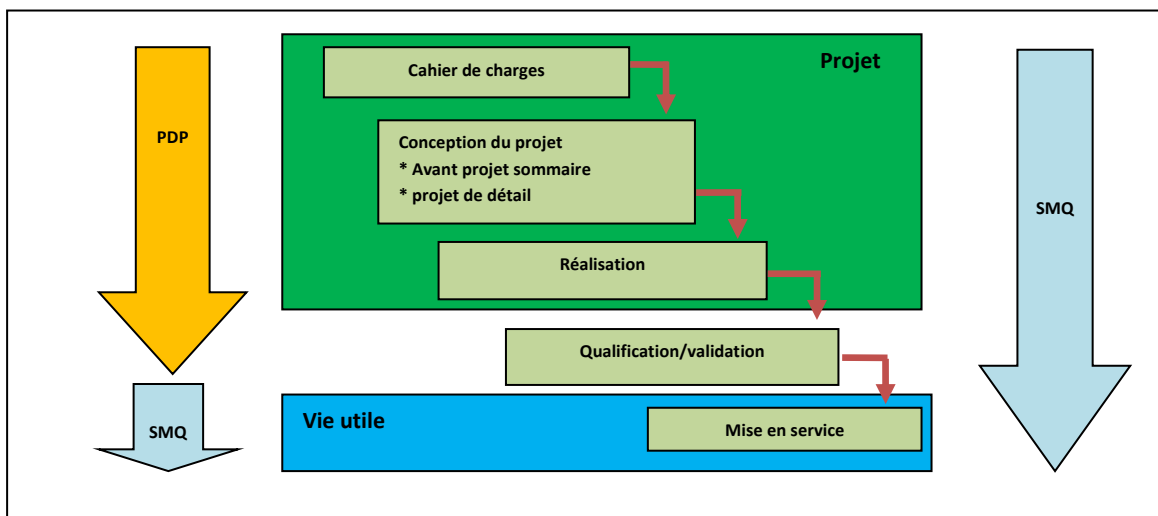 Projet
Cahier de charges
PDP
Conception du projet
* Avant projet sommaire
* projet de détail
SMQ
Réalisation
Qualification/validation
Vie utile
SMQ
Mise en service